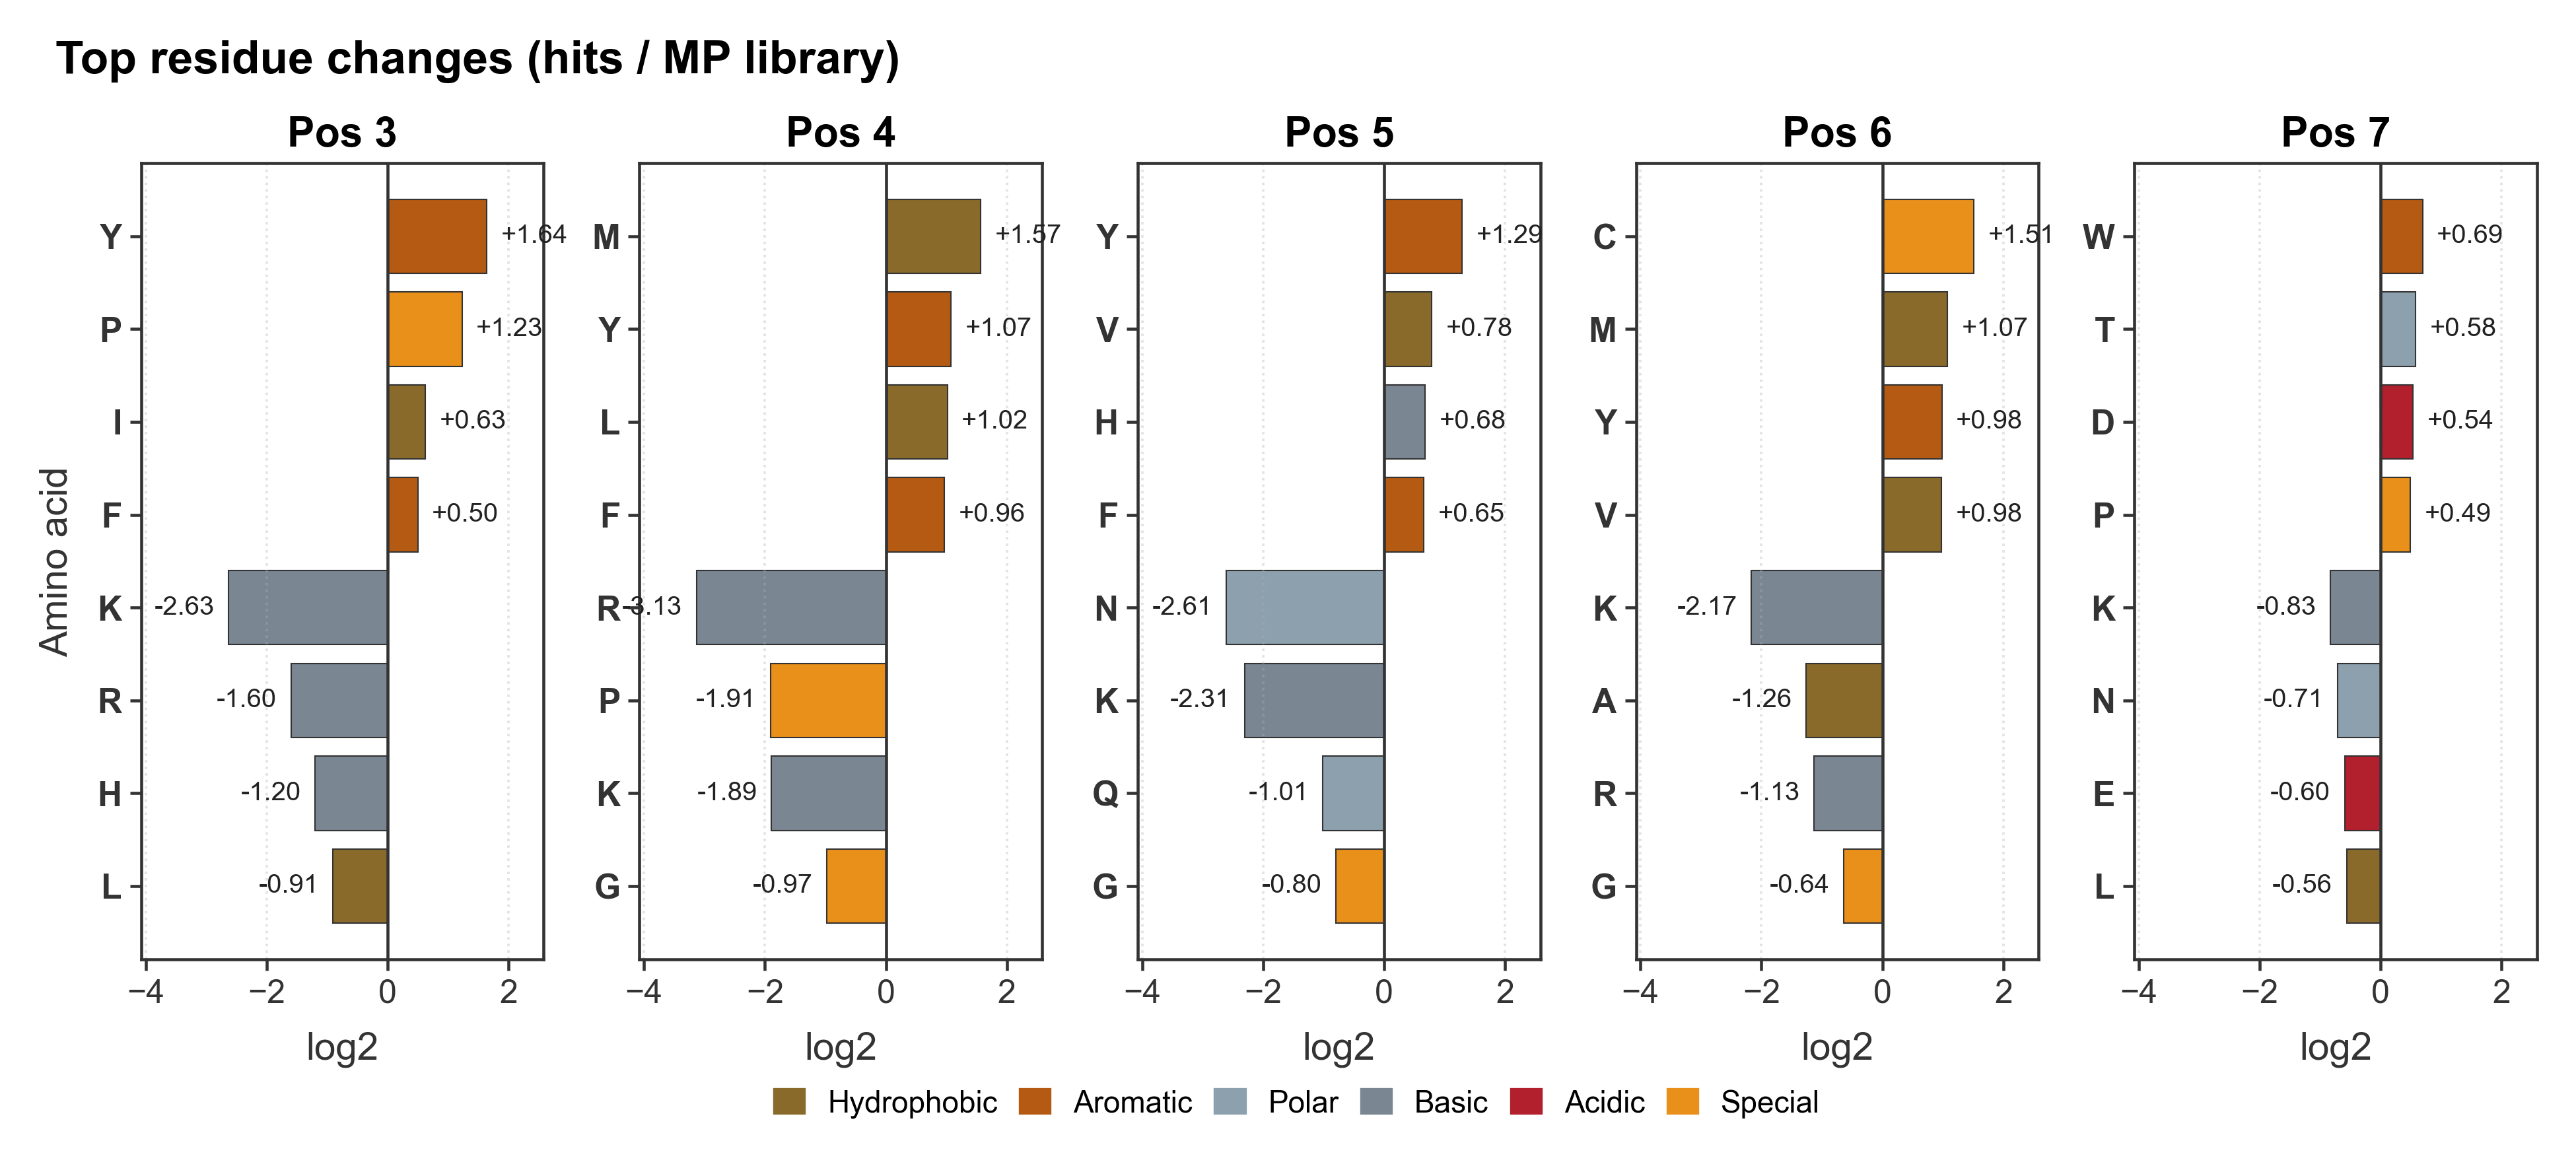 Top residue changes (hits / MP library)
Pos 3
Pos 4
Pos 5
Pos 6
Pos 7
Amino acid
Y +1.64
P +1.23
I +0.63
F +0.50
K -2.63
R -1.60
H -1.20
L -0.91
−4 −2 0 2
log2
M +1.57
Y +1.07
L +1.02
F +0.96
R -3.13
P -1.91
K -1.89
G -0.97
−4 −2 0 2
log2
Y +1.29
V +0.78
H +0.68
F +0.65
N -2.61
K -2.31
Q -1.01
G -0.80
−4 −2 0 2
log2
C +1.51
M +1.07
Y +0.98
V +0.98
K -2.17
A -1.26
R -1.13
G -0.64
−4 −2 0 2
log2
W +0.69
T +0.58
D +0.54
P +0.49
K -0.83
N -0.71
E -0.60
L -0.56
−4 −2 0 2
log2
Hydrophobic Aromatic Polar Basic Acidic Special